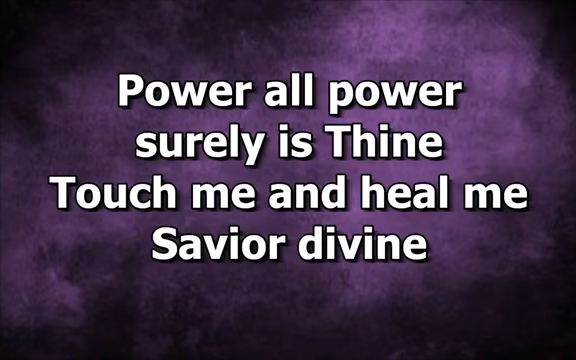 Power all power
surely is Thine
Touch me and heal me
Savior divine